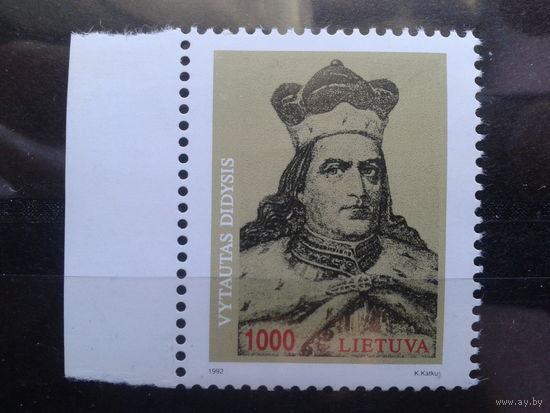 VYTAUTAS DIDYSIS
1000 LIETUVA
1992 K.Katkus
www.ay.by